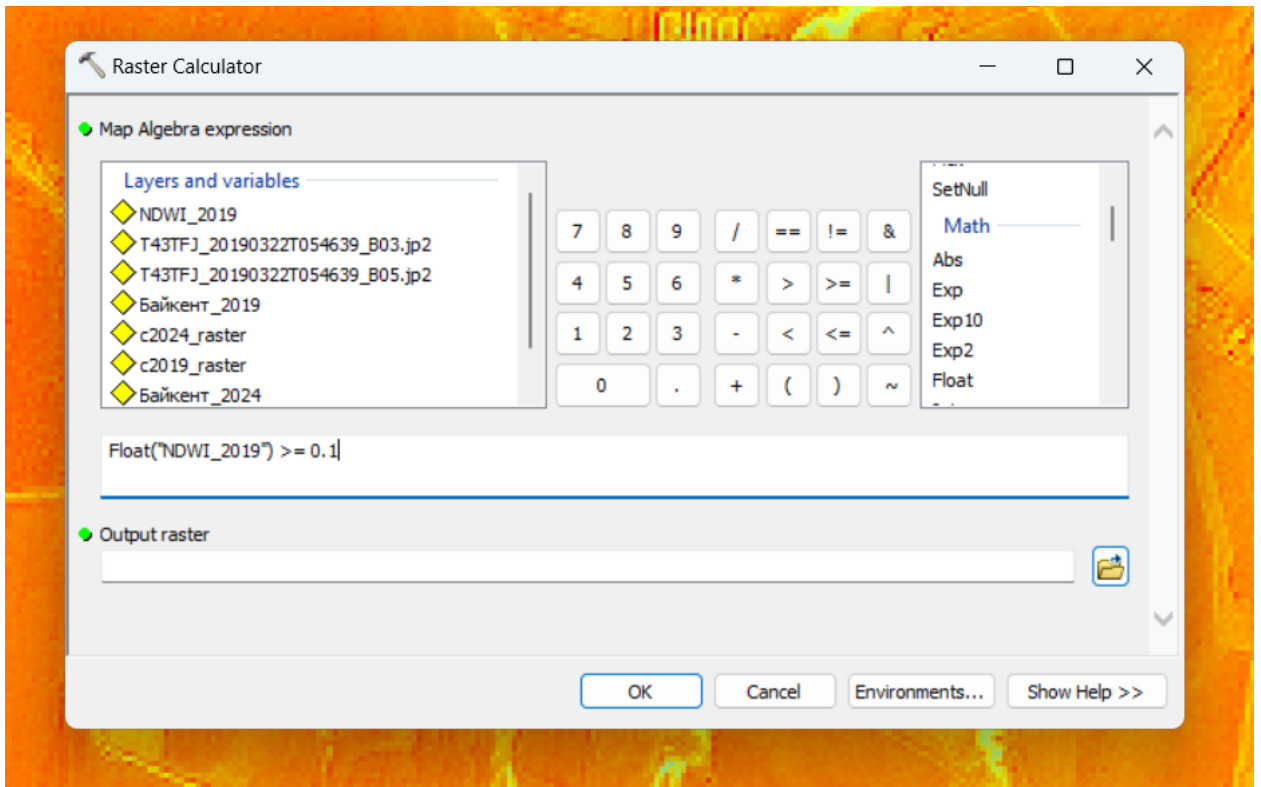 Raster Calculator
Map Algebra expression
Layers and variables
NDWI_2019
T43TFJ_20190322T054639_B03.jp2
T43TFJ_20190322T054639_B05.jp2
Байкент_2019
c2024_raster
c2019_raster
Байкент_2024
7 8 9 / == != &
4 5 6 * > >= |
1 2 3 - < <= ^
0 . + ( ) ~
SetNull
Math
Abs
Exp
Exp10
Exp2
Float
Float("NDWI_2019") >= 0.1
Output raster
OK Cancel Environments... Show Help >>